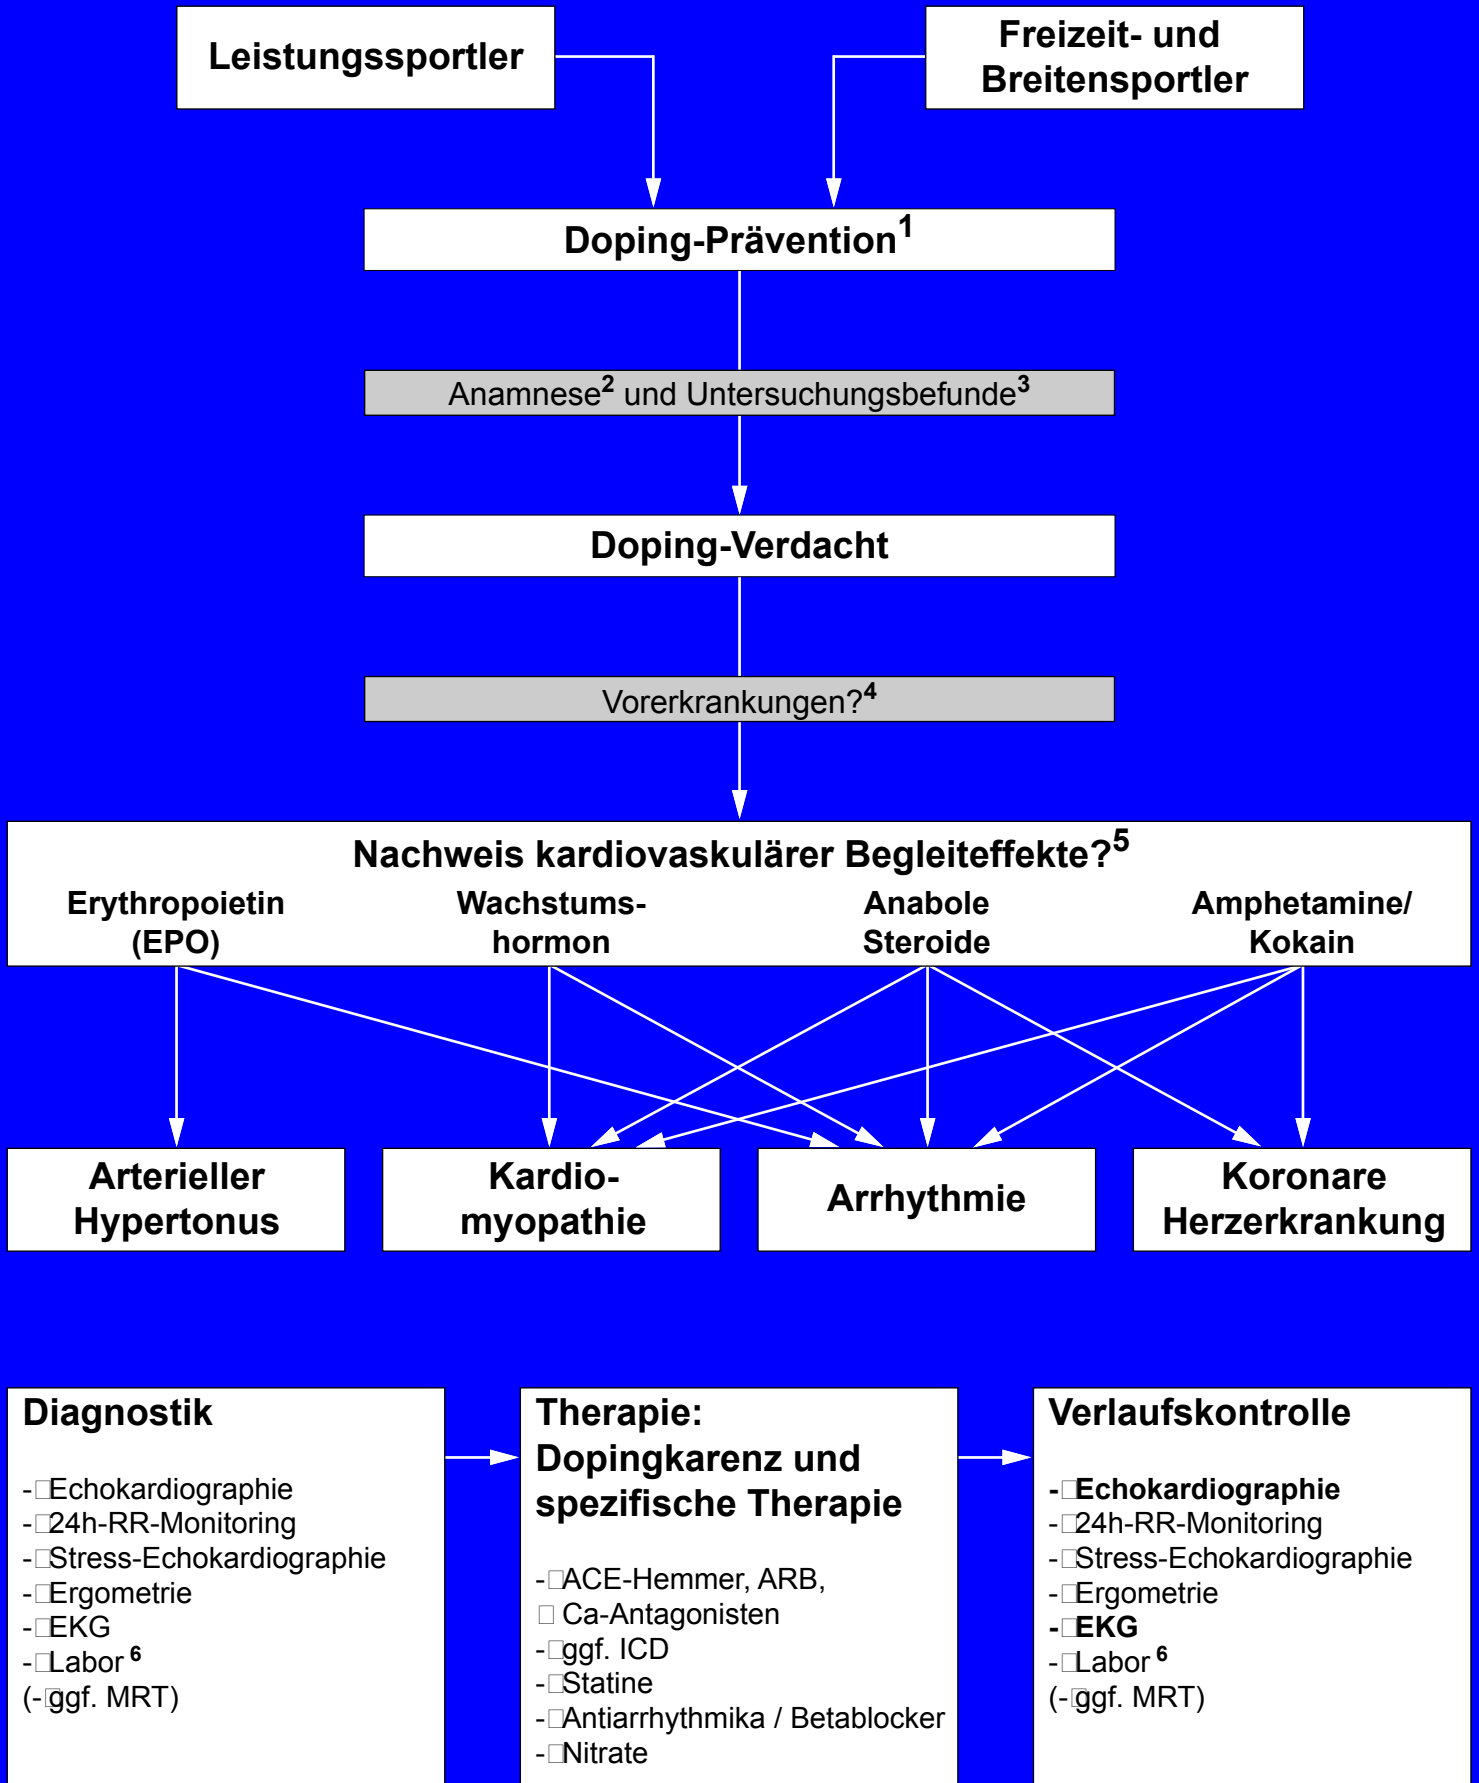 Leistungssportler
Freizeit- und
Breitensportler
Doping-Prävention1
Anamnese2 und Untersuchungsbefunde3
Doping-Verdacht
Vorerkrankungen?4
Nachweis kardiovaskulärer Begleiteffekte?5
Erythropoietin
(EPO)
Wachstums-
hormon
Anabole
Steroide
Amphetamine/
Kokain
Arterieller
Hypertonus
Kardio-
myopathie
Arrhythmie
Koronare
Herzerkrankung
Diagnostik
-□Echokardiographie
-□24h-RR-Monitoring
-□Stress-Echokardiographie
-□Ergometrie
-□EKG
-□Labor 6
(-□ggf. MRT)
Therapie:
Dopingkarenz und
spezifische Therapie
-□ACE-Hemmer, ARB,
□ Ca-Antagonisten
-□ggf. ICD
-□Statine
-□Antiarrhythmika / Betablocker
-□Nitrate
Verlaufskontrolle
-□Echokardiographie
-□24h-RR-Monitoring
-□Stress-Echokardiographie
-□Ergometrie
-□EKG
-□Labor 6
(-□ggf. MRT)